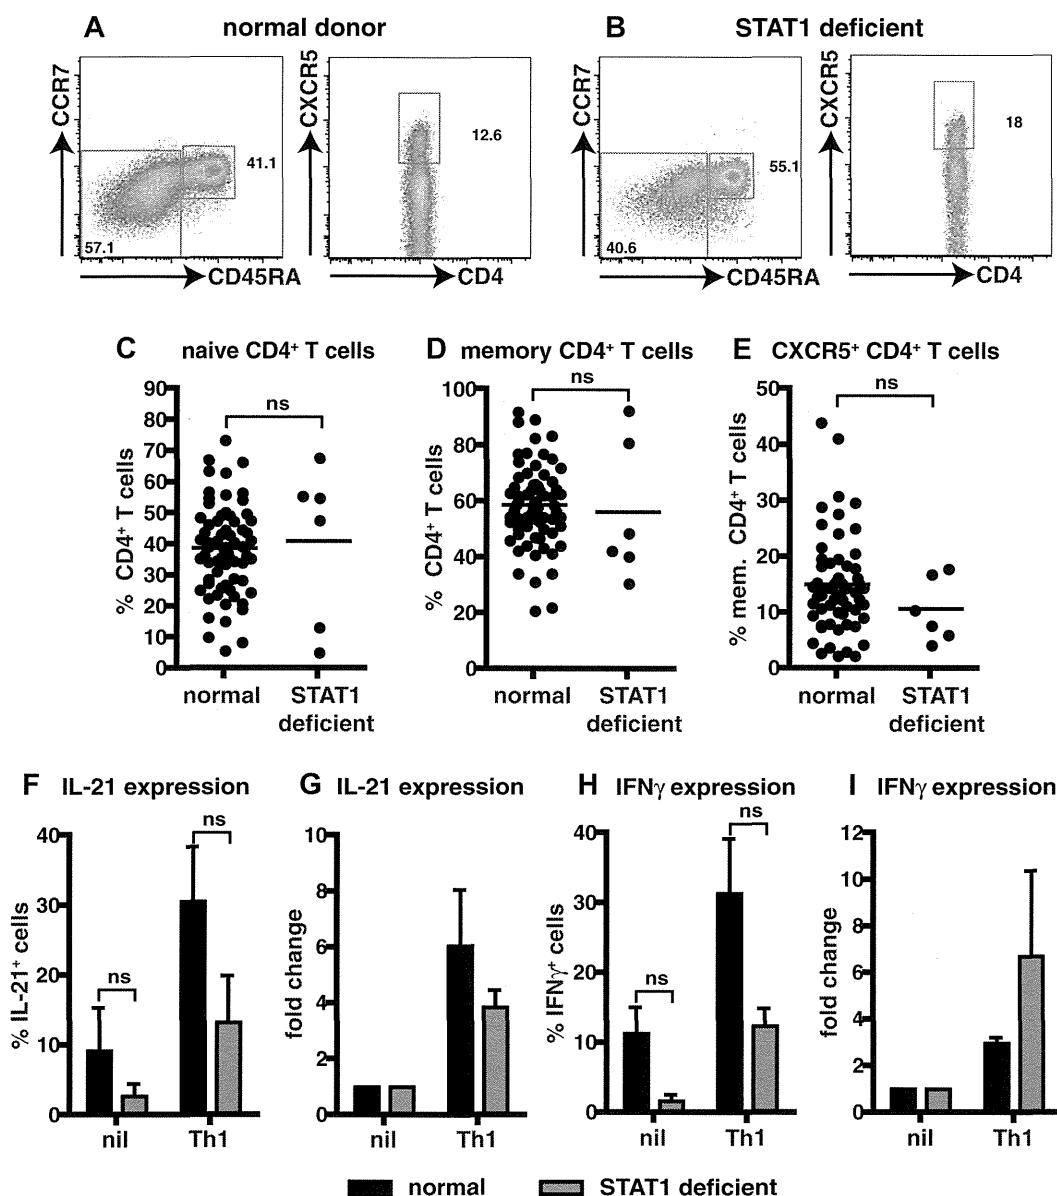 A normal donor B STAT1 deficient
CCR7
41.1
57.1
CD45RA
CXCR5
12.6
CD4
CCR7
55.1
40.6
CD45RA
CXCR5
18
CD4
C naive CD4+ T cells
% CD4+ T cells
90
80
70
60
50
40
30
20
10
0
ns
normal
STAT1
deficient
D memory CD4+ T cells
% CD4+ T cells
100
80
60
40
20
0
ns
normal
STAT1
deficient
E CXCR5+ CD4+ T cells
% mem. CD4+ T cells
50
40
30
20
10
0
ns
normal
STAT1
deficient
F IL-21 expression
% IL-21+ cells
40
30
20
10
0
ns
ns
nil Th1
G IL-21 expression
fold change
10
8
6
4
2
0
nil Th1
H IFNγ expression
% IFNγ+ cells
40
30
20
10
0
ns
ns
nil Th1
I IFNγ expression
fold change
12
10
8
6
4
2
0
nil Th1
normal STAT1 deficient